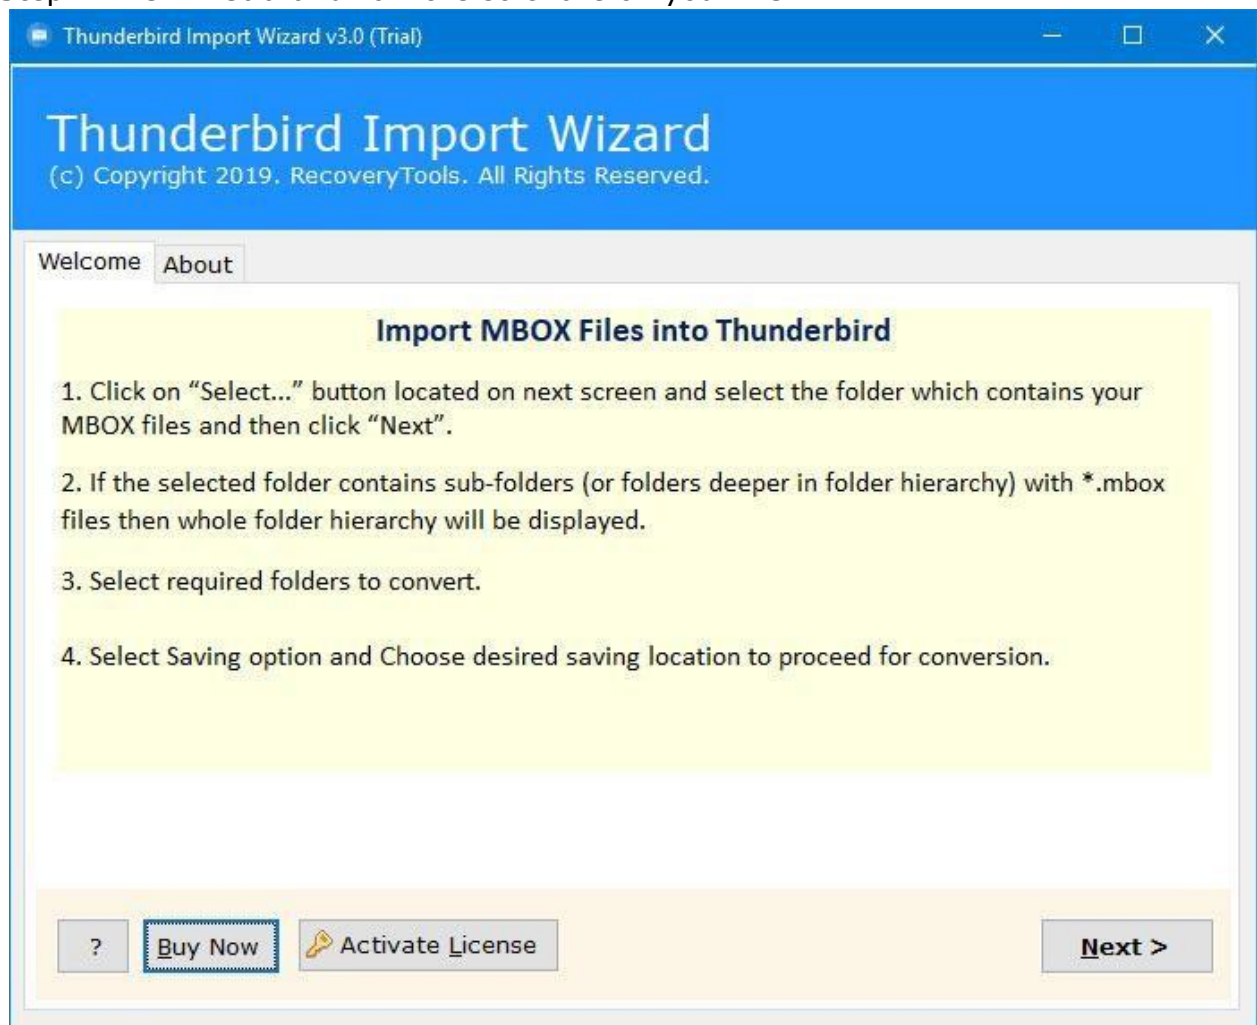 Thunderbird Import Wizard v3.0 (Trial)
Thunderbird Import Wizard
(c) Copyright 2019. RecoveryTools. All Rights Reserved.
Welcome About
Import MBOX Files into Thunderbird
1. Click on “Select...” button located on next screen and select the folder which contains your
MBOX files and then click “Next”.
2. If the selected folder contains sub-folders (or folders deeper in folder hierarchy) with *.mbox
files then whole folder hierarchy will be displayed.
3. Select required folders to convert.
4. Select Saving option and Choose desired saving location to proceed for conversion.
? Buy Now Activate License Next >